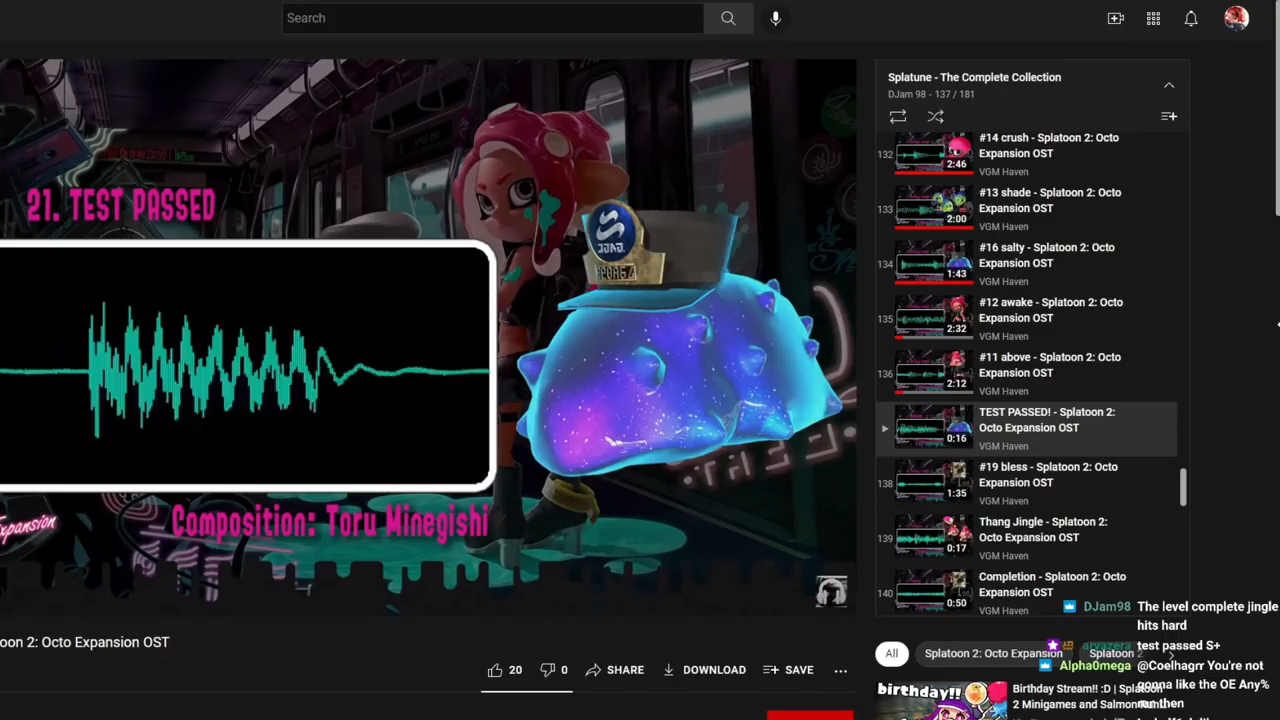 Search
21. TEST PASSED
Composition: Toru Minegishi
Expansion
oon 2: Octo Expansion OST
20
0
SHARE
DOWNLOAD
SAVE
Splatune - The Complete Collection
DJam 98 - 137 / 181
132
2:46
#14 crush - Splatoon 2: Octo
Expansion OST
VGM Haven
133
2:00
#13 shade - Splatoon 2: Octo
Expansion OST
VGM Haven
134
1:43
#16 salty - Splatoon 2: Octo
Expansion OST
VGM Haven
135
2:32
#12 awake - Splatoon 2: Octo
Expansion OST
VGM Haven
136
2:12
#11 above - Splatoon 2: Octo
Expansion OST
VGM Haven
0:16
TEST PASSED! - Splatoon 2:
Octo Expansion OST
VGM Haven
138
1:35
#19 bless - Splatoon 2: Octo
Expansion OST
VGM Haven
139
0:17
Thang Jingle - Splatoon 2:
Octo Expansion OST
VGM Haven
140
0:50
Completion - Splatoon 2: Octo
Expansion OST
VGM Haven
All
Splatoon 2: Octo Expansion
Splatoon 2
birthday!!
Birthday Stream!! :D | Splatoon
2 Minigames and Salmon
DJam98 The level complete jingle
hits hard
aryazera test passed S+
Alpha0mega @Coelhagrr You're not
gonna like the OE Any%
run then